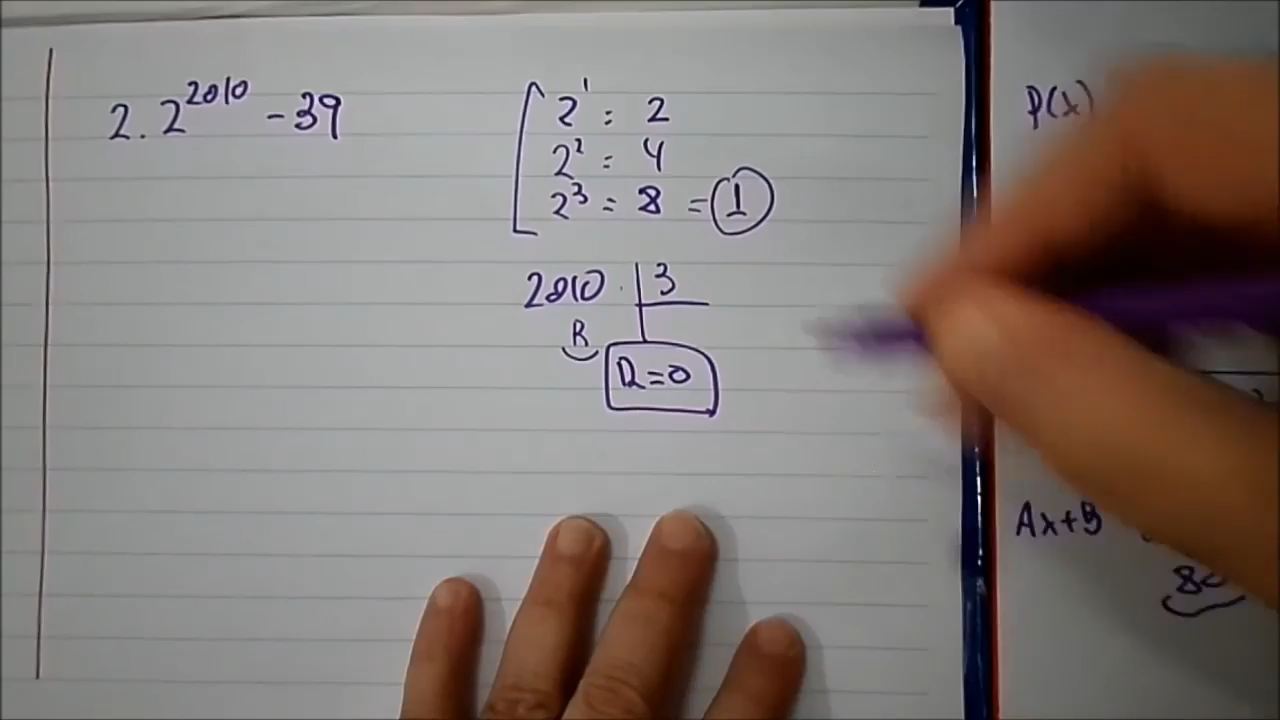 2.2^2010 - 39
2^1 = 2
2^2 = 4
2^3 = 8 = 1
2010 3
R
R=0
P(x)
Ax+B